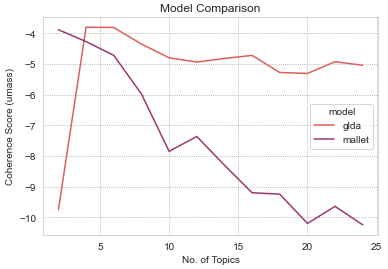 Model Comparison
Coherence Score (umass)
−4
−5
−6
−7
−8
−9
−10
model
glda
mallet
5
10
15
20
25
No. of Topics